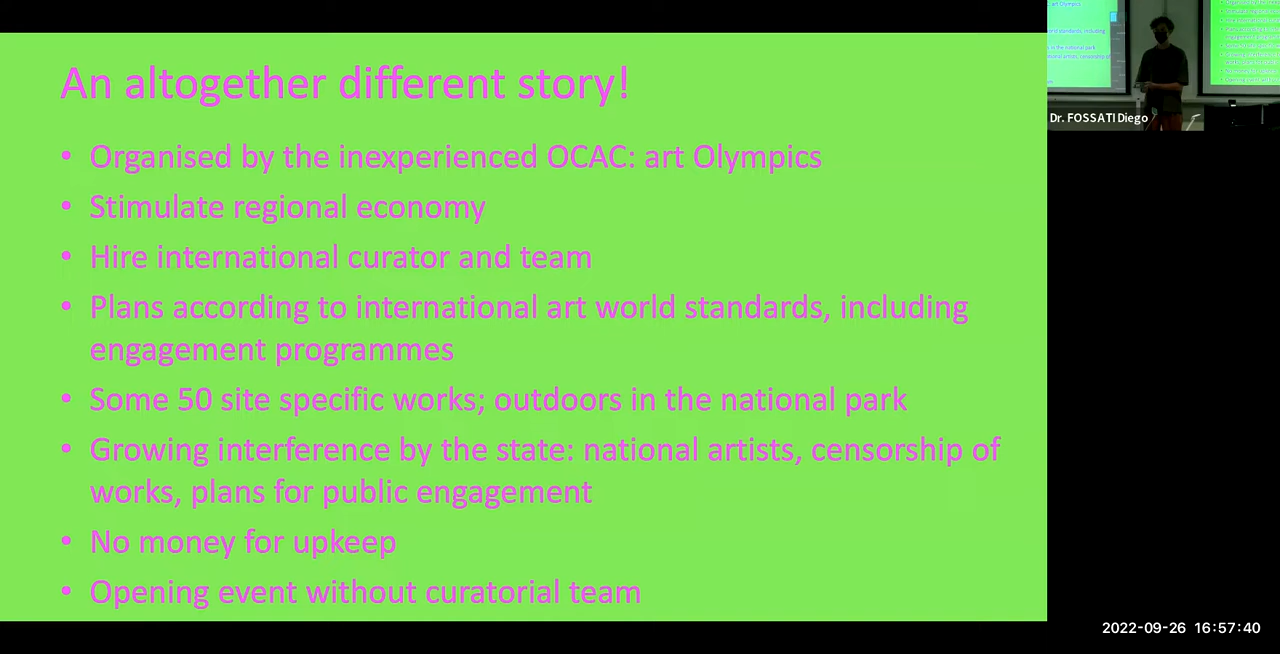 An altogether different story!
• Organised by the inexperienced OCAC: art Olympics
• Stimulate regional economy
• Hire international curator and team
• Plans according to international art world standards, including
engagement programmes
• Some 50 site specific works; outdoors in the national park
• Growing interference by the state: national artists, censorship of
works, plans for public engagement
• No money for upkeep
• Opening event without curatorial team
Dr. FOSSATI Diego
2022-09-26 16:57:40